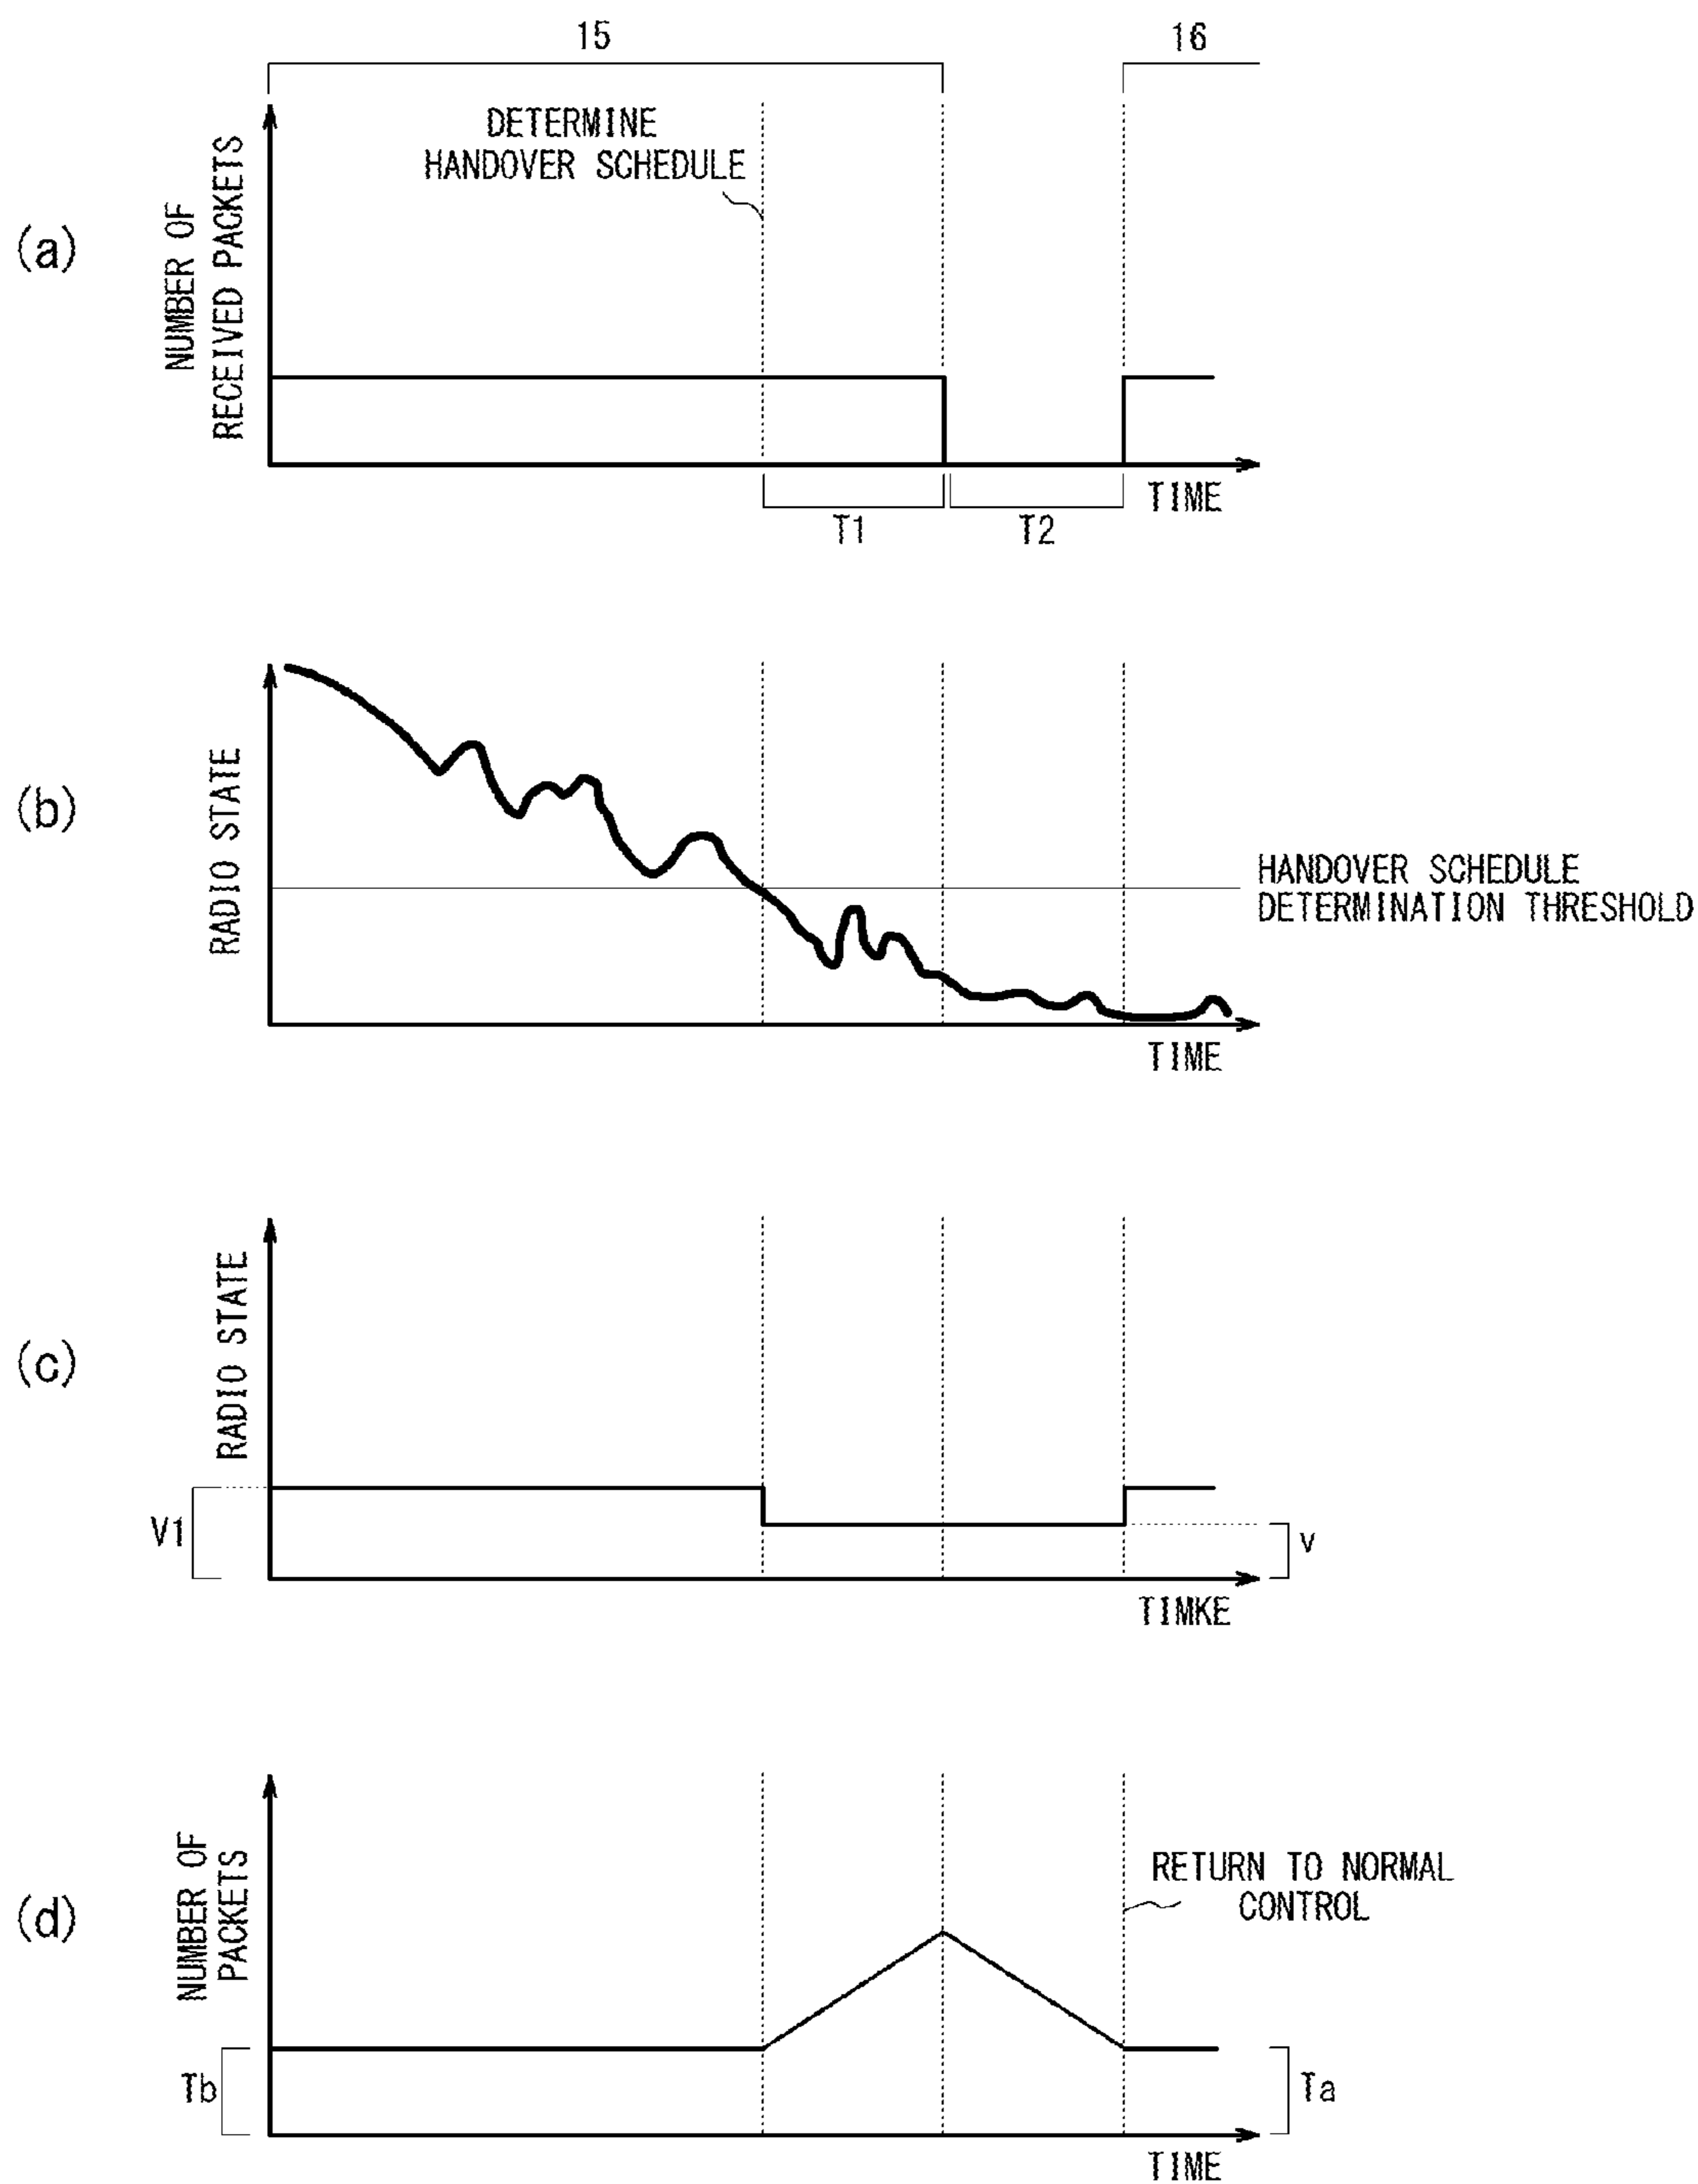 15
16
DETERMINE
HANDOVER SCHEDULE
(a)
NUMBER OF
RECEIVED PACKETS
TIME
T1
T2
(b)
RADIO STATE
HANDOVER SCHEDULE
DETERMINATION THRESHOLD
TIME
(c)
RADIO STATE
V1
v
TIMKE
(d)
NUMBER OF
PACKETS
RETURN TO NORMAL
CONTROL
Tb
Ta
TIME